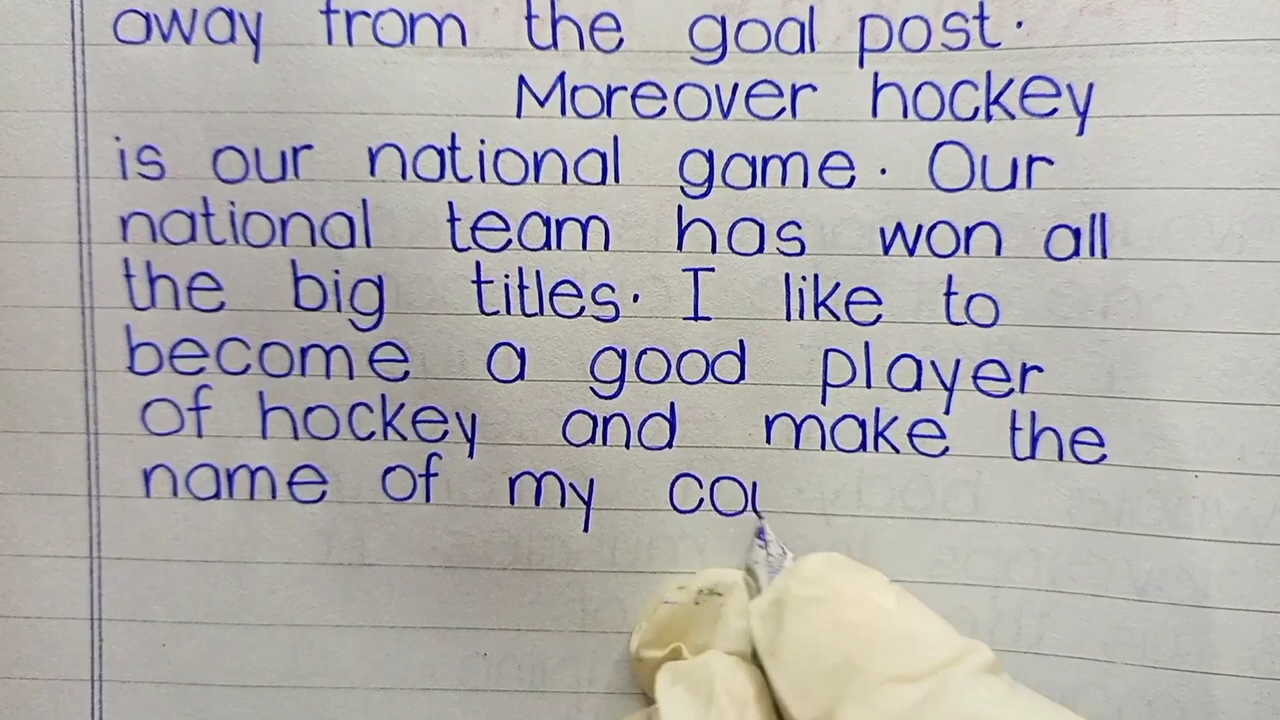 away from the goal post.
Moreover hockey
is our national game. Our
national team has won all
the big titles. I like to
become a good player
of hockey and make the
name of my cou